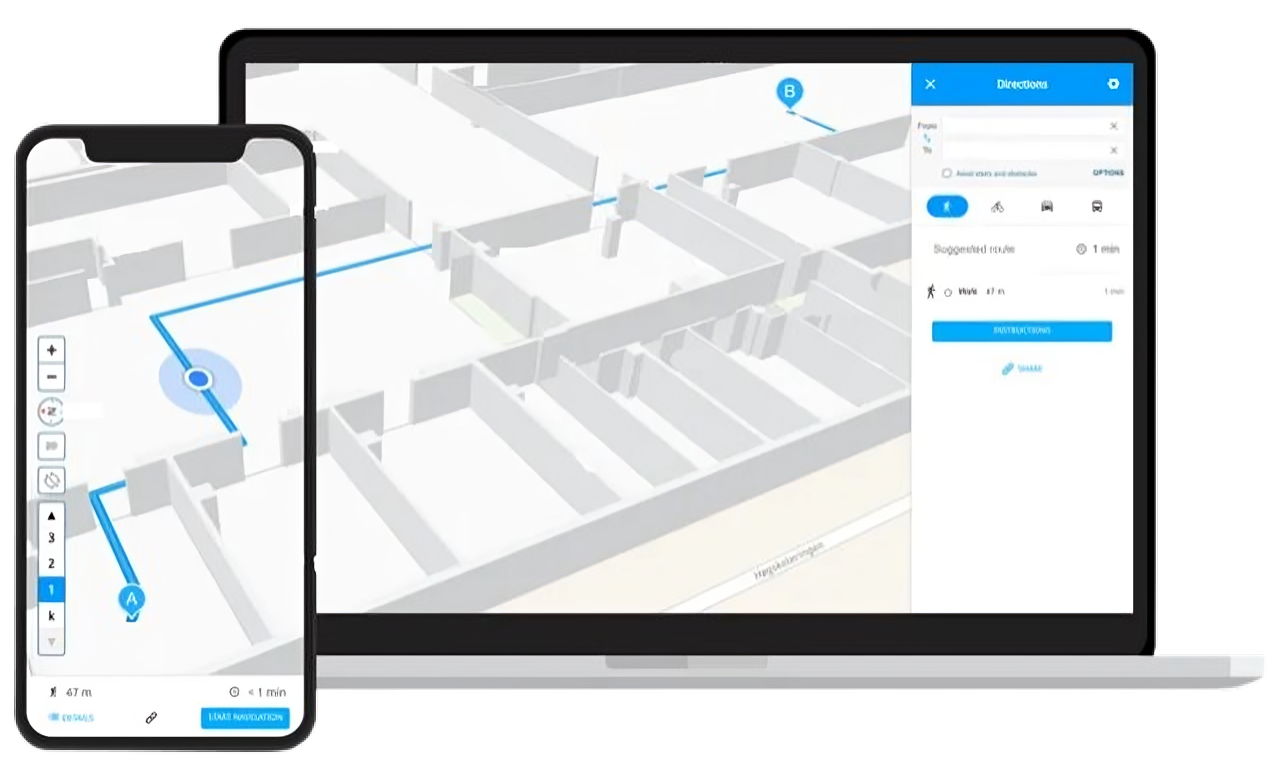 B
Directions
From
To
Avoid stairs and obstacles
OPTIONS
Suggested route
1 min
47 m
1 min
INSTRUCTIONS
SHARE
Høgskoleringen
3
2
1
k
A
47 m
< 1 min
DETAILS
START NAVIGATION